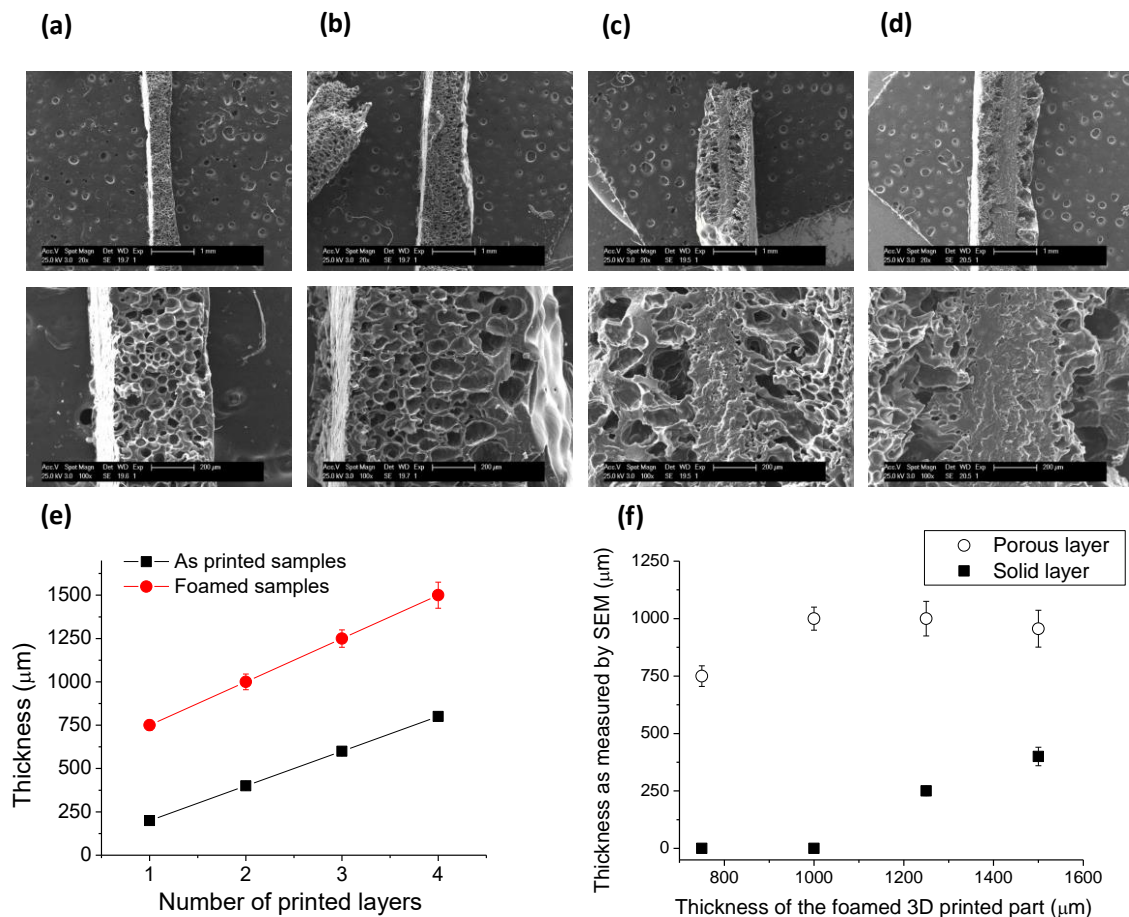 (a) (b) (c) (d)
Acc.V Spot Magn Det WD Exp 1 mm
25.0 kV 3.0 20x SE 19.7 1
Acc.V Spot Magn Det WD Exp 1 mm
25.0 kV 3.0 20x SE 19.7 1
Acc.V Spot Magn Det WD Exp 1 mm
25.0 kV 3.0 20x SE 19.5 1
Acc.V Spot Magn Det WD Exp 1 mm
25.0 kV 3.0 20x SE 20.5 1
Acc.V Spot Magn Det WD Exp 200 µm
25.0 kV 3.0 100x SE 19.6 1
Acc.V Spot Magn Det WD Exp 200 µm
25.0 kV 3.0 100x SE 19.7 1
Acc.V Spot Magn Det WD Exp 200 µm
25.0 kV 3.0 100x SE 19.5 1
Acc.V Spot Magn Det WD Exp 200 µm
25.0 kV 3.0 100x SE 20.5 1
(e)
As printed samples
Foamed samples
Thickness (µm)
1500
1250
1000
750
500
250
0
1 2 3 4
Number of printed layers
(f)
Porous layer
Solid layer
Thickness as measured by SEM (µm)
1250
1000
750
500
250
0
800 1000 1200 1400 1600
Thickness of the foamed 3D printed part (µm)